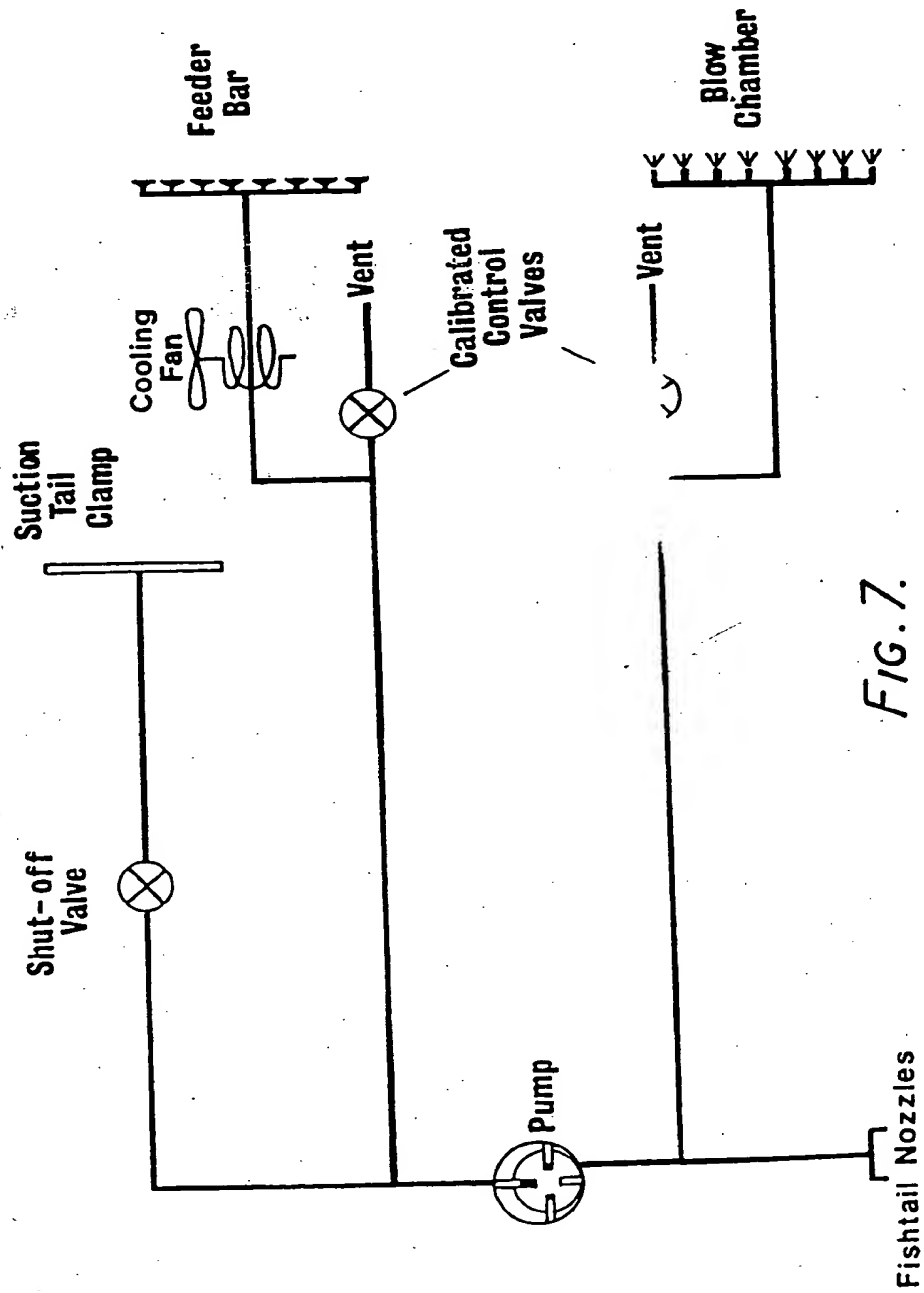 Suction
Tail
Clamp
Shut-off
Valve
Cooling
Fan
Feeder
Bar
Vent
Calibrated
Control
Valves
Pump
Vent
Blow
Chamber
Fishtail Nozzles
FIG. 7.